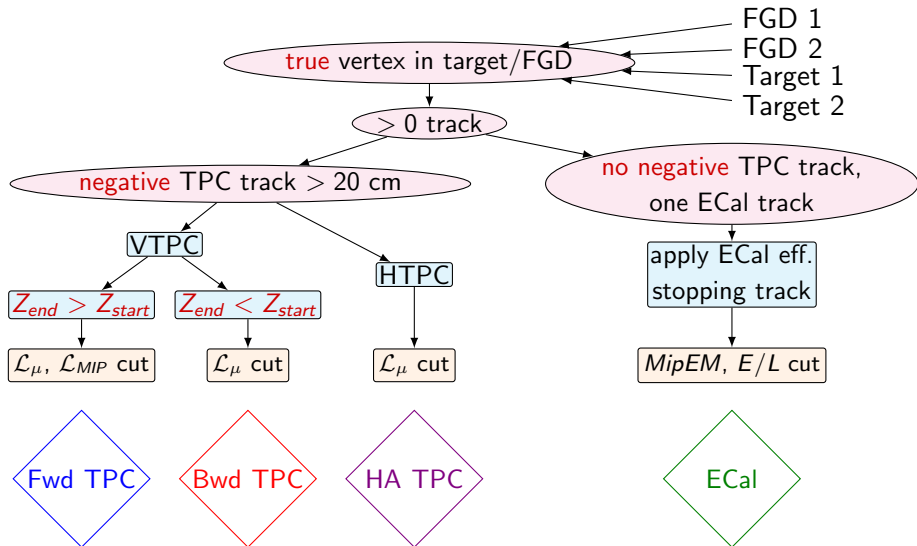 FGD 1
FGD 2
Target 1
Target 2
true vertex in target/FGD
> 0 track
negative TPC track > 20 cm
no negative TPC track,
one ECal track
VTPC
HTPC
apply ECal eff.
stopping track
Z_end > Z_start
Z_end < Z_start
ℒ_μ, ℒ_MIP cut
ℒ_μ cut
ℒ_μ cut
MipEM, E/L cut
Fwd TPC
Bwd TPC
HA TPC
ECal